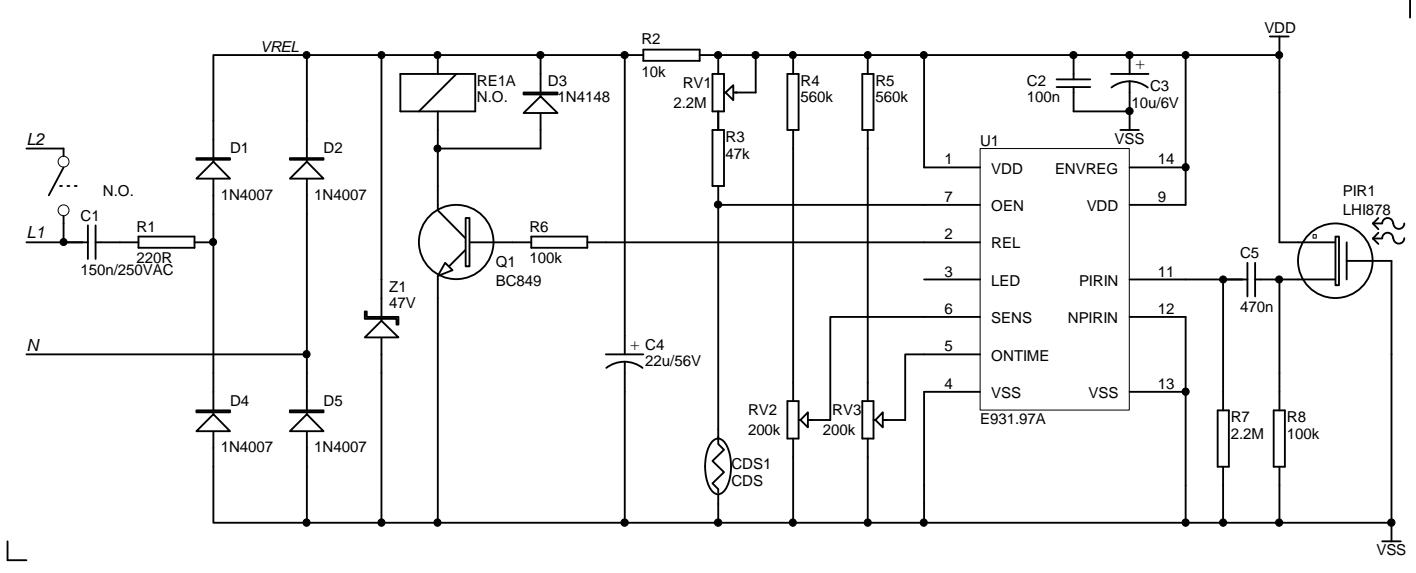 VDD
VREL
R2
10k
RE1A
N.O.
D3
1N4148
RV1
2.2M
R4
560k
R5
560k
C2
100n
+
C3
10u/6V
VSS
R3
47k
U1
L2
N.O.
D1
1N4007
D2
1N4007
1
VDD
ENVREG
14
7
OEN
VDD
9
PIR1
LHI878
L1
C1
150n/250VAC
R1
220R
Q1
BC849
R6
100k
2
REL
3
LED
PIRIN
11
C5
470n
Z1
47V
6
SENS
NPIRIN
12
N
+
C4
22u/56V
5
ONTIME
4
VSS
VSS
13
E931.97A
D4
1N4007
D5
1N4007
RV2
200k
RV3
200k
R7
2.2M
R8
100k
CDS1
CDS
VSS